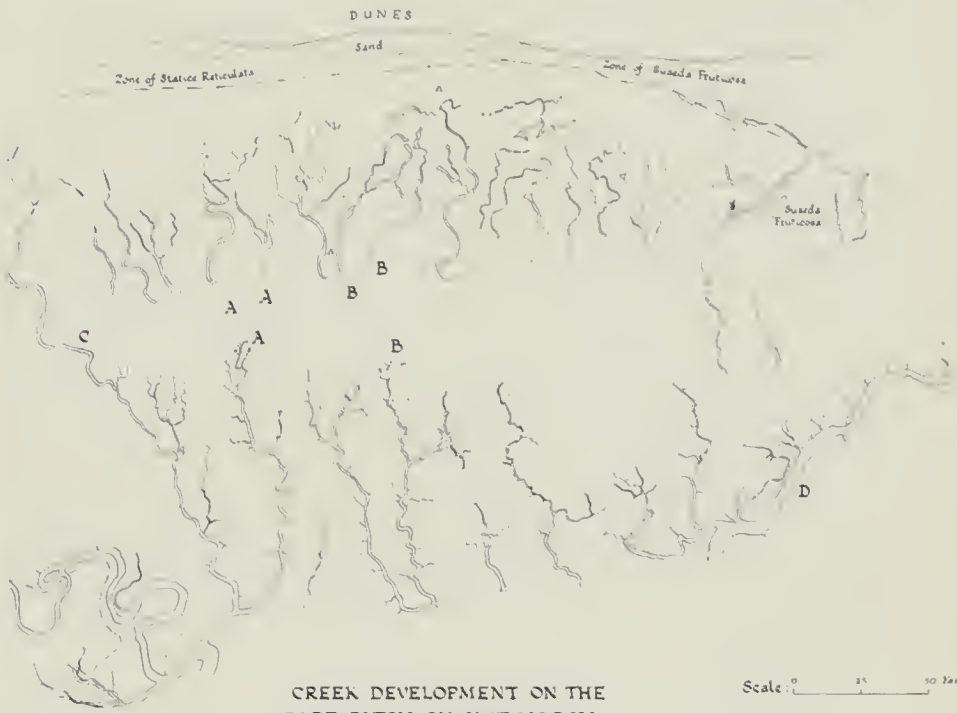 DUNES
Sand
Zone of Statice Reticulata
Zone of Suaeda Fruticosa
Suaeda
Fruticosa
B
B
A
A
C
A
B
D
CREEK DEVELOPMENT ON THE
Scale:
0 25 50